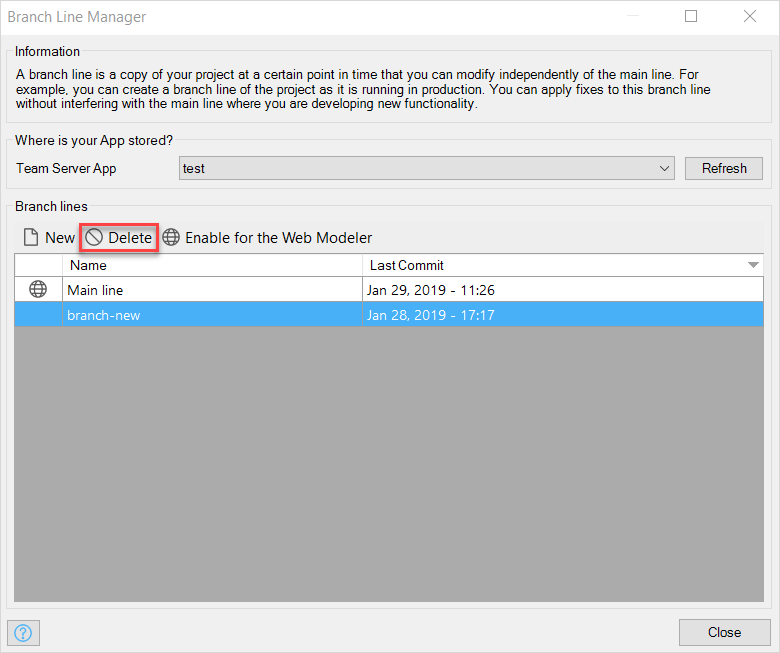 Branch Line Manager
Information
A branch line is a copy of your project at a certain point in time that you can modify independently of the main line. For
example, you can create a branch line of the project as it is running in production. You can apply fixes to this branch line
without interfering with the main line where you are developing new functionality.
Where is your App stored?
Team Server App test Refresh
Branch lines
New Delete Enable for the Web Modeler
Name Last Commit
Main line Jan 29, 2019 - 11:26
branch-new Jan 28, 2019 - 17:17
? Close